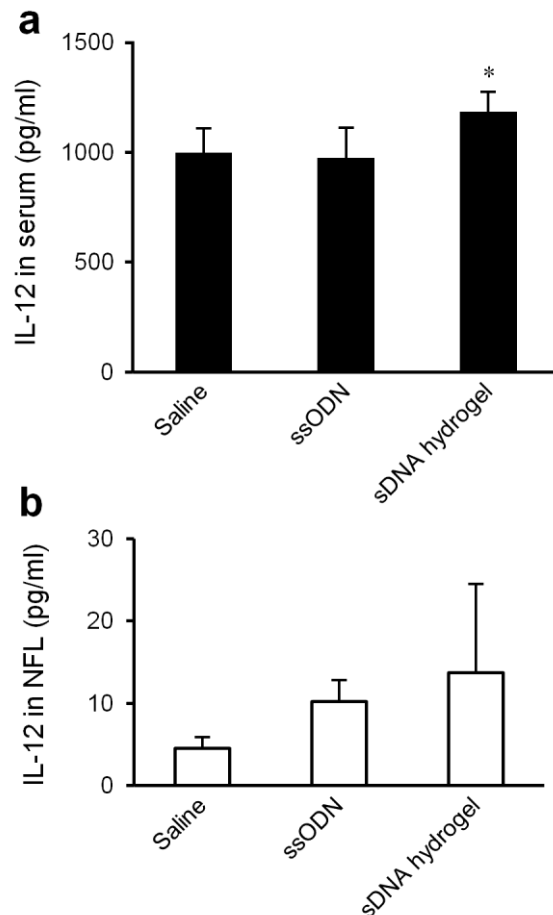 a
IL-12 in serum (pg/ml)
1500
1000
500
0
*
Saline
ssODN
sDNA hydrogel
b
IL-12 in NFL (pg/ml)
30
20
10
0
Saline
ssODN
sDNA hydrogel